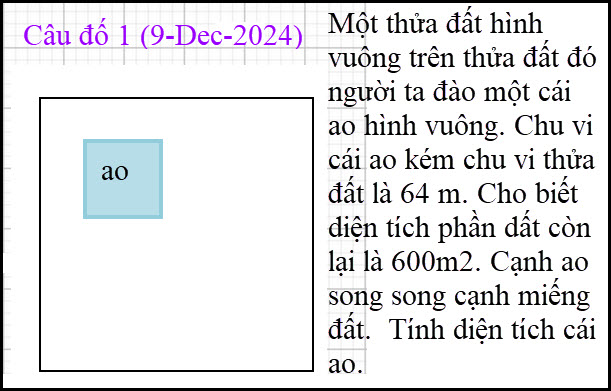 Câu đố 1 (9-Dec-2024)
ao
Một thửa đất hình
vuông trên thửa đất đó
người ta đào một cái
ao hình vuông. Chu vi
cái ao kém chu vi thửa
đất là 64 m. Cho biết
diện tích phần dất còn
lại là 600m2. Cạnh ao
song song cạnh miếng
đất. Tính diện tích cái
ao.